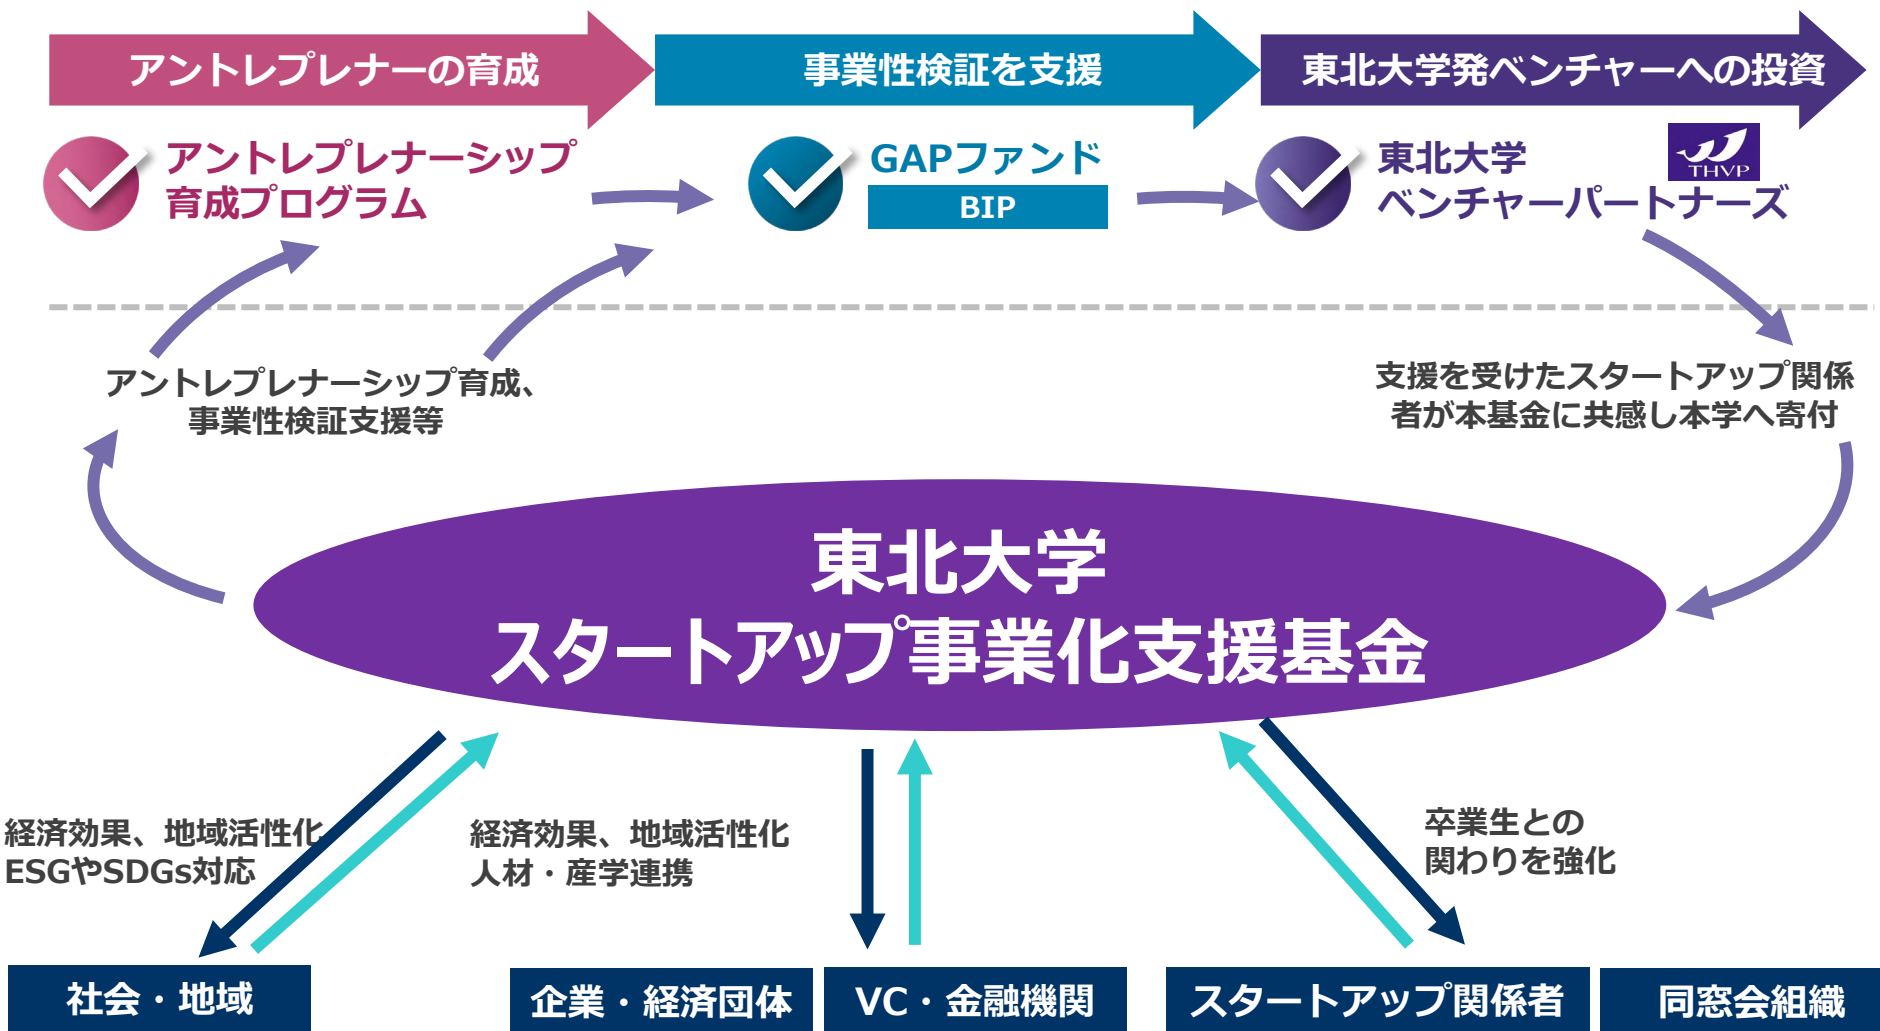 アントレプレナーの育成
事業性検証を支援
東北大学発ベンチャーへの投資
アントレプレナーシップ
育成プログラム
GAPファンド
BIP
東北大学
ベンチャーパートナーズ
THVP
アントレプレナーシップ育成、
事業性検証支援等
支援を受けたスタートアップ関係
者が本基金に共感し本学へ寄付
東北大学
スタートアップ事業化支援基金
経済効果、地域活性化
ESGやSDGs対応
経済効果、地域活性化
人材・産学連携
卒業生との
関わりを強化
社会・地域
企業・経済団体
VC・金融機関
スタートアップ関係者
同窓会組織